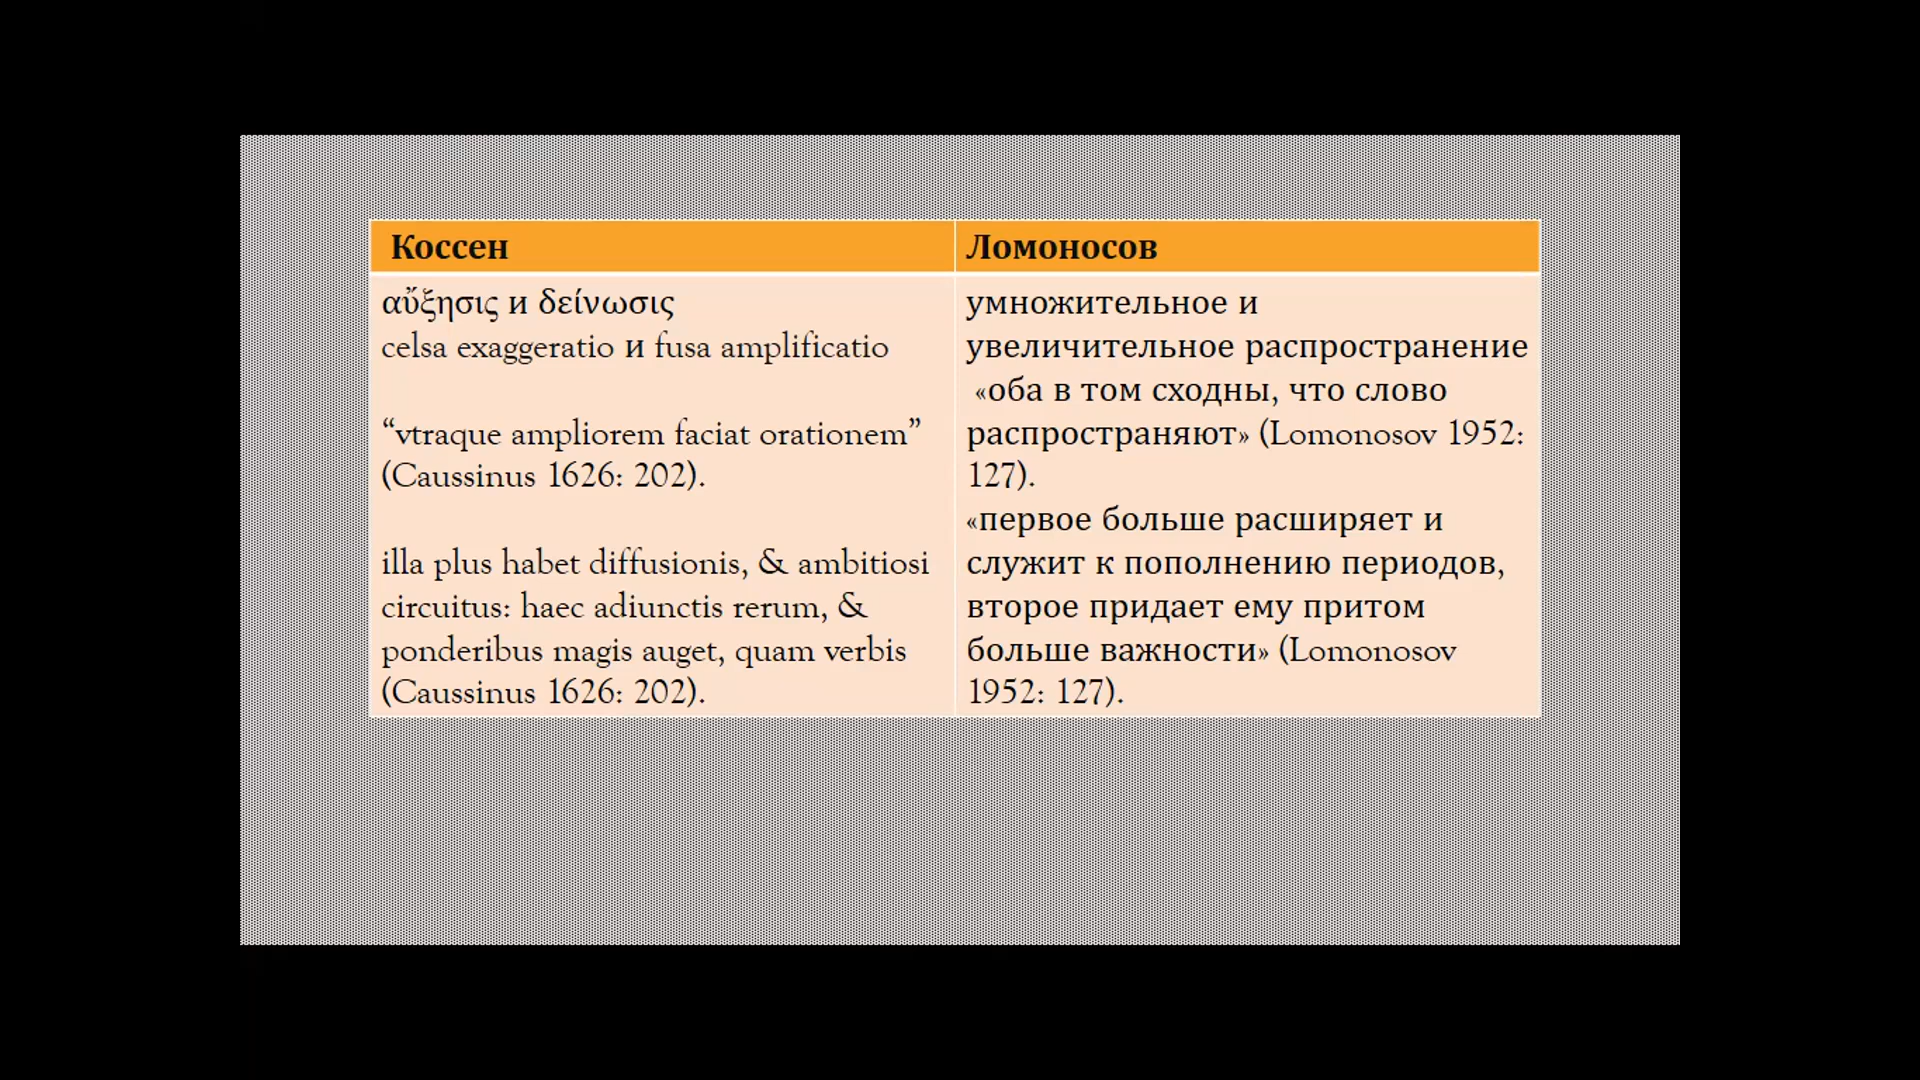 Коссен
αὔξησις и δείνωσις
celsa exaggeratio и fusa amplificatio
“vtraque ampliorem faciat orationem”
(Caussinus 1626: 202).
illa plus habet diffusionis, & ambitiosi
circuitus: haec adiunctis rerum, &
ponderibus magis auget, quam verbis
(Caussinus 1626: 202).
Ломоносов
умножительное и
увеличительное распространение
«оба в том сходны, что слово
распространяют» (Lomonosov 1952:
127).
«первое больше расширяет и
служит к пополнению периодов,
второе придает ему притом
больше важности» (Lomonosov
1952: 127).